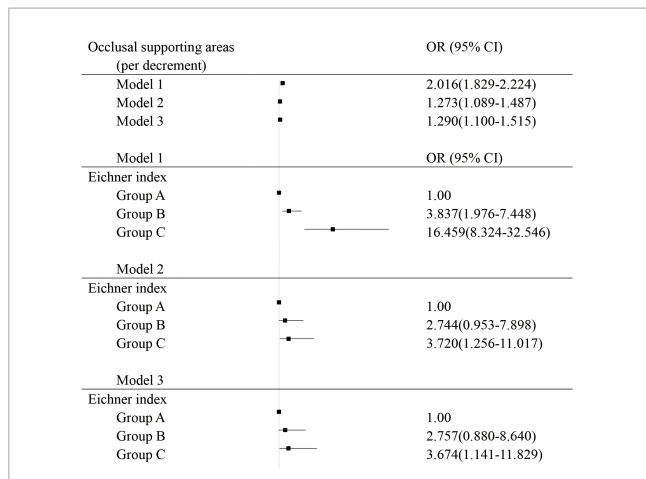 Occlusal supporting areas OR (95% CI)
(per decrement)
Model 1 2.016(1.829-2.224)
Model 2 1.273(1.089-1.487)
Model 3 1.290(1.100-1.515)
Model 1 OR (95% CI)
Eichner index
Group A 1.00
Group B 3.837(1.976-7.448)
Group C 16.459(8.324-32.546)
Model 2
Eichner index
Group A 1.00
Group B 2.744(0.953-7.898)
Group C 3.720(1.256-11.017)
Model 3
Eichner index
Group A 1.00
Group B 2.757(0.880-8.640)
Group C 3.674(1.141-11.829)